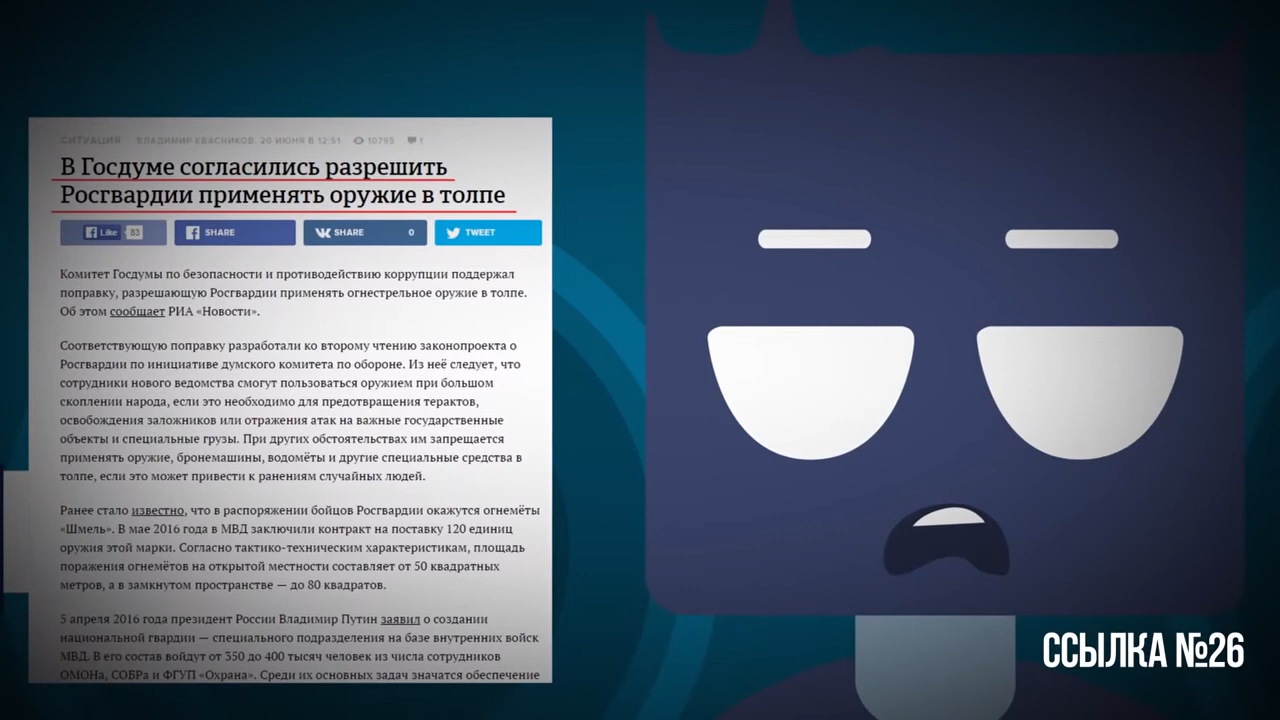 СИТУАЦИЯ ВЛАДИМИР КВАСНИКОВ, 20 ИЮНЯ В 12:51 10795 1
В Госдуме согласились разрешить
Росгвардии применять оружие в толпе
Like 83 SHARE SHARE 0 TWEET
Комитет Госдумы по безопасности и противодействию коррупции поддержал
поправку, разрешающую Росгвардии применять огнестрельное оружие в толпе.
Об этом сообщает РИА «Новости».
Соответствующую поправку разработали ко второму чтению законопроекта о
Росгвардии по инициативе думского комитета по обороне. Из неё следует, что
сотрудники нового ведомства смогут пользоваться оружием при большом
скоплении народа, если это необходимо для предотвращения терактов,
освобождения заложников или отражения атак на важные государственные
объекты и специальные грузы. При других обстоятельствах им запрещается
применять оружие, бронемашины, водомёты и другие специальные средства в
толпе, если это может привести к ранениям случайных людей.
Ранее стало известно, что в распоряжении бойцов Росгвардии окажутся огнемёты
«Шмель». В мае 2016 года в МВД заключили контракт на поставку 120 единиц
оружия этой марки. Согласно тактико-техническим характеристикам, площадь
поражения огнемётов на открытой местности составляет от 50 квадратных
метров, а в замкнутом пространстве — до 80 квадратов.
5 апреля 2016 года президент России Владимир Путин заявил о создании
национальной гвардии — специального подразделения на базе внутренних войск
МВД. В его состав войдут от 350 до 400 тысяч человек из числа сотрудников
ОМОНа, СОБРа и ФГУП «Охрана». Среди их основных задач значатся обеспечение
ССЫЛКА №26